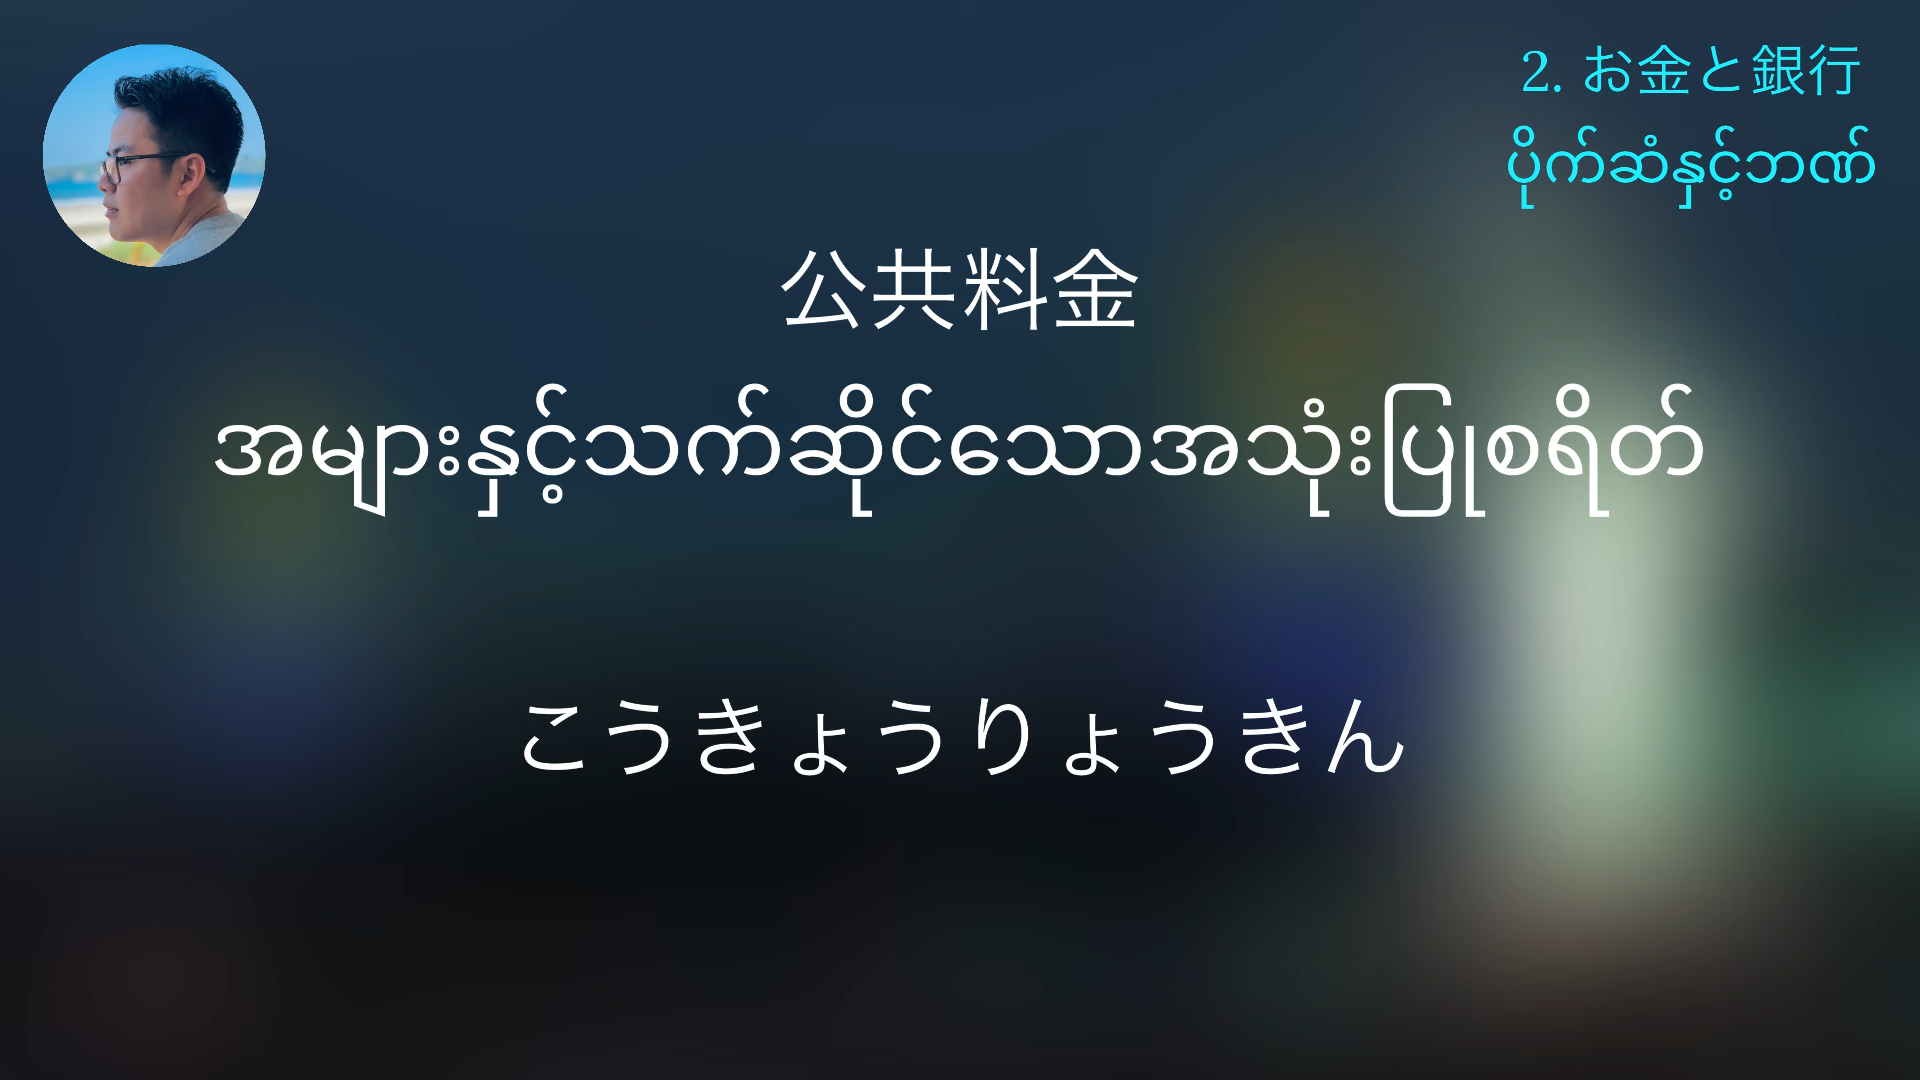 2. お金と銀行
ပိုက်ဆံနှင့်ဘဏ်
公共料金
အများနှင့်သက်ဆိုင်သောအသုံးပြုစရိတ်
こうきょうりょうきん